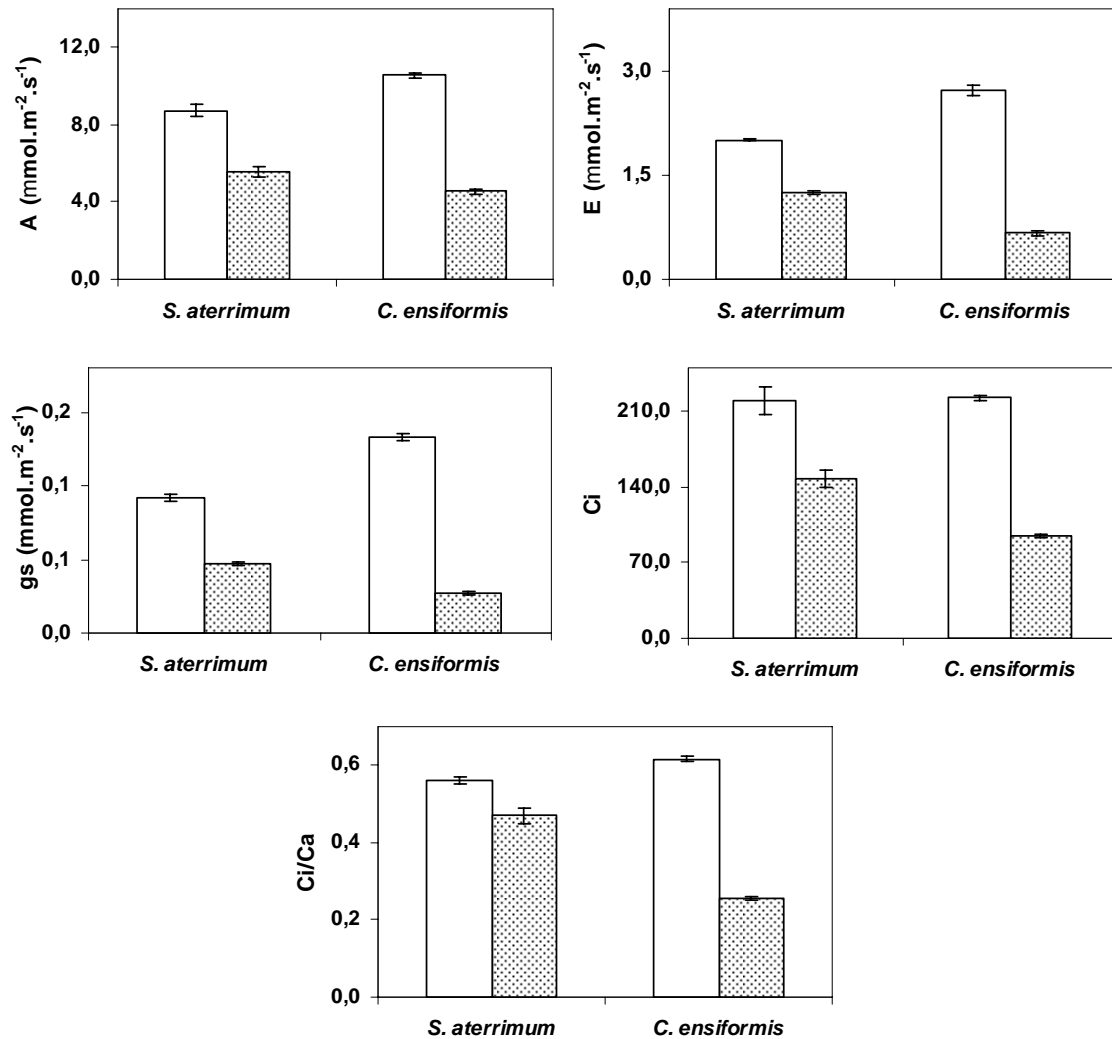 A (mmol.m-2.s-1)
12,0
8,0
4,0
0,0
S. aterrimum C. ensiformis
E (mmol.m-2.s-1)
3,0
1,5
0,0
S. aterrimum C. ensiformis
gs (mmol.m-2.s-1)
0,2
0,1
0,1
0,0
S. aterrimum C. ensiformis
Ci
210,0
140,0
70,0
0,0
S. aterrimum C. ensiformis
Ci/Ca
0,6
0,4
0,2
0,0
S. aterrimum C. ensiformis